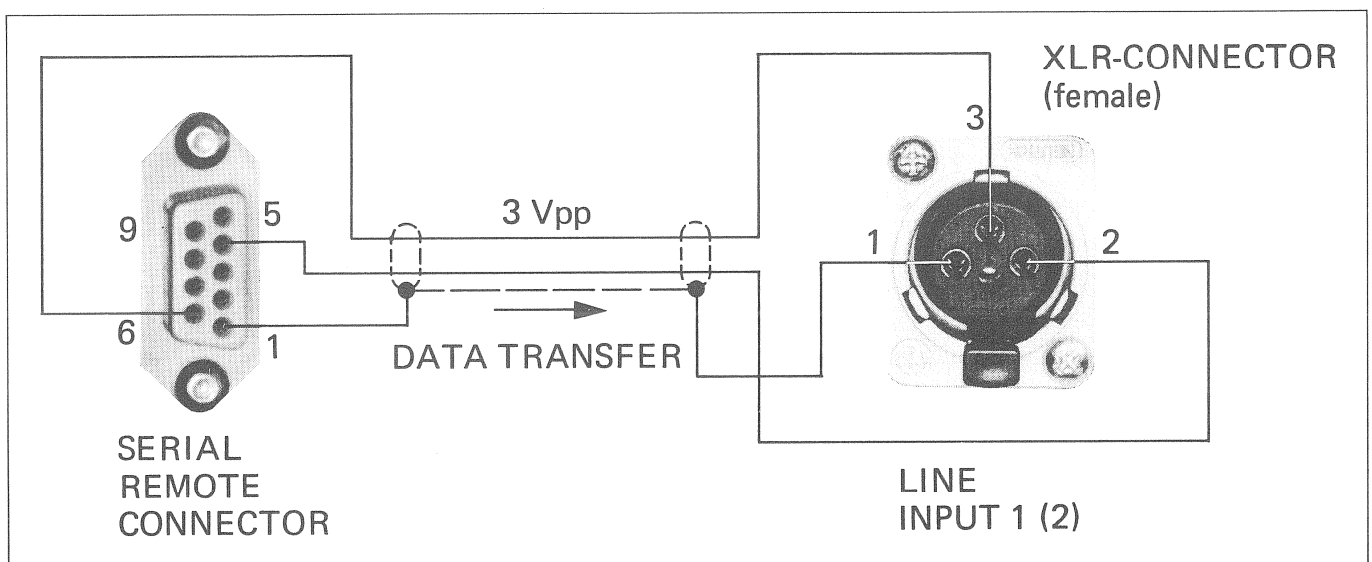 XLR-CONNECTOR
(female)
3
9
5
3 Vpp
1
2
6
1
DATA TRANSFER
SERIAL
REMOTE
CONNECTOR
LINE
INPUT 1 (2)